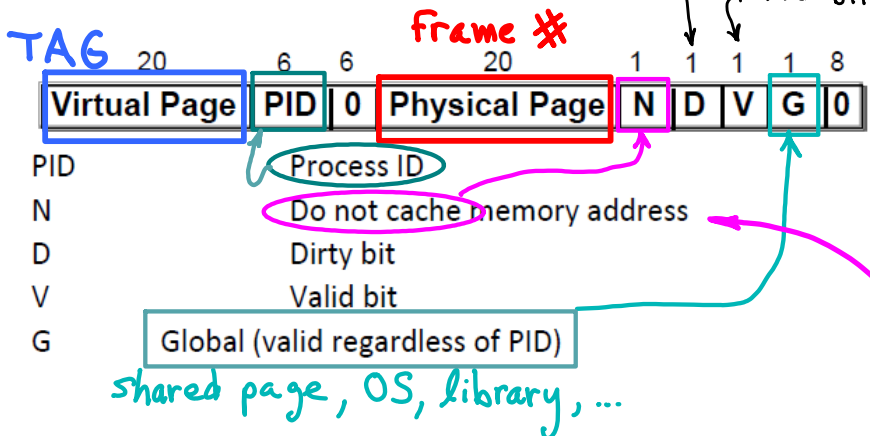 Frame #
TAG
20 6 6 20 1 1 1 1 8
Virtual Page PID 0 Physical Page N D V G 0
PID Process ID
N Do not cache memory address
D Dirty bit
V Valid bit
G Global (valid regardless of PID)
shared page, OS, library, ...